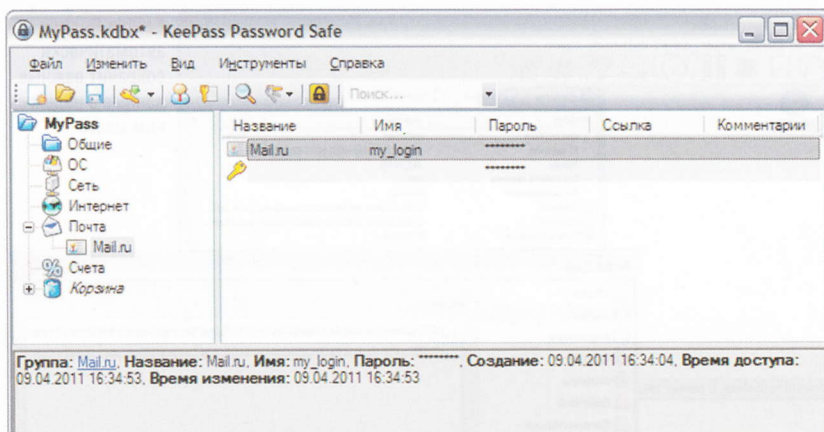 MyPass.kdbx* - KeePass Password Safe
Файл Изменить Вид Инструменты Справка
Поиск...
MyPass
Общие
ОС
Сеть
Интернет
Почта
Mail.ru
Счета
Корзина
Название Имя Пароль Ссылка Комментарии
Mail.ru my_login ********
********
Группа: Mail.ru, Название: Mail.ru, Имя: my_login, Пароль: ********, Создание: 09.04.2011 16:34:04, Время доступа:
09.04.2011 16:34:53, Время изменения: 09.04.2011 16:34:53